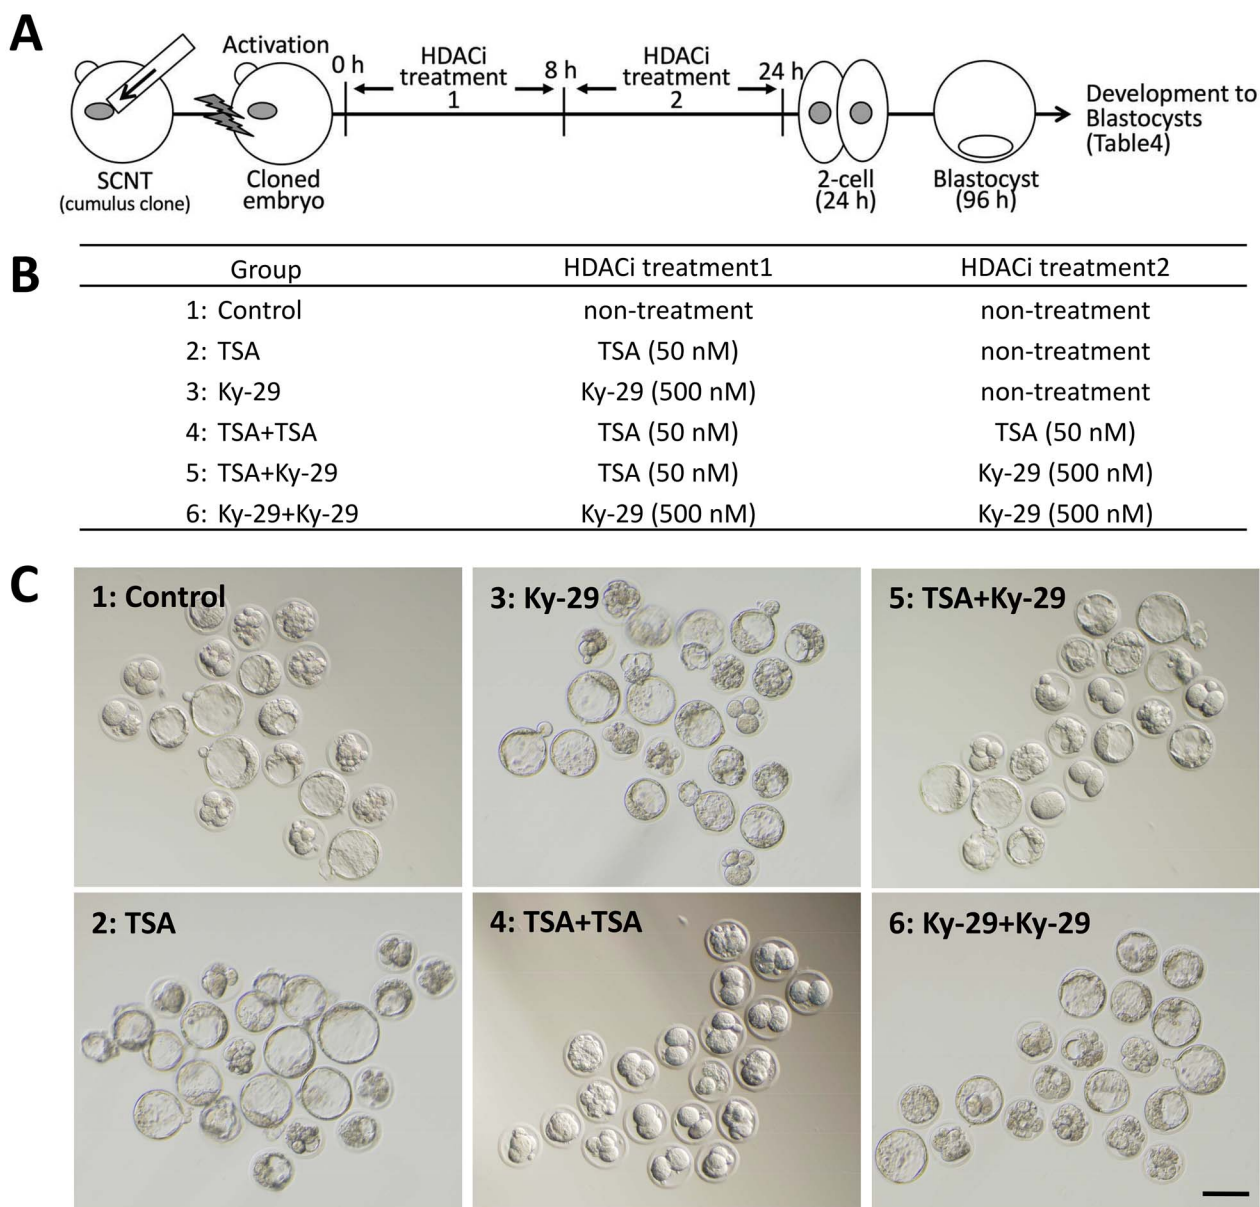 A
Activation
0 h
HDACi
treatment
1
8 h
HDACi
treatment
2
24 h
SCNT
(cumulus clone)
Cloned
embryo
2-cell
(24 h)
Blastocyst
(96 h)
Development to
Blastocysts
(Table4)
B
Group HDACi treatment1 HDACi treatment2
1: Control non-treatment non-treatment
2: TSA TSA (50 nM) non-treatment
3: Ky-29 Ky-29 (500 nM) non-treatment
4: TSA+TSA TSA (50 nM) TSA (50 nM)
5: TSA+Ky-29 TSA (50 nM) Ky-29 (500 nM)
6: Ky-29+Ky-29 Ky-29 (500 nM) Ky-29 (500 nM)
C
1: Control
3: Ky-29
5: TSA+Ky-29
2: TSA
4: TSA+TSA
6: Ky-29+Ky-29